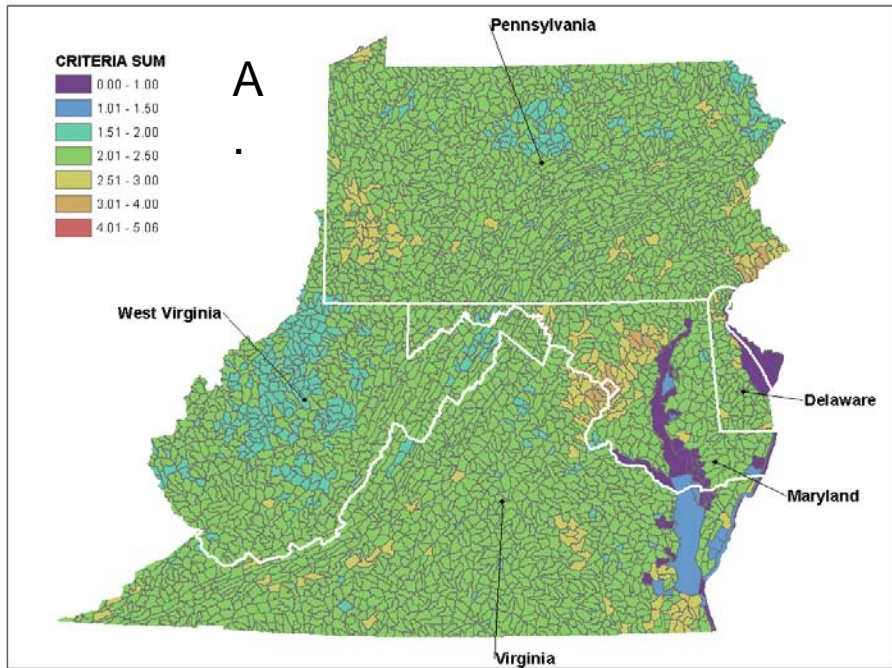 Pennsylvania
CRITERIA SUM
0.00 - 1.00
1.01 - 1.50
1.51 - 2.00
2.01 - 2.50
2.51 - 3.00
3.01 - 4.00
4.01 - 5.06
A
.
West Virginia
Delaware
Maryland
Virginia